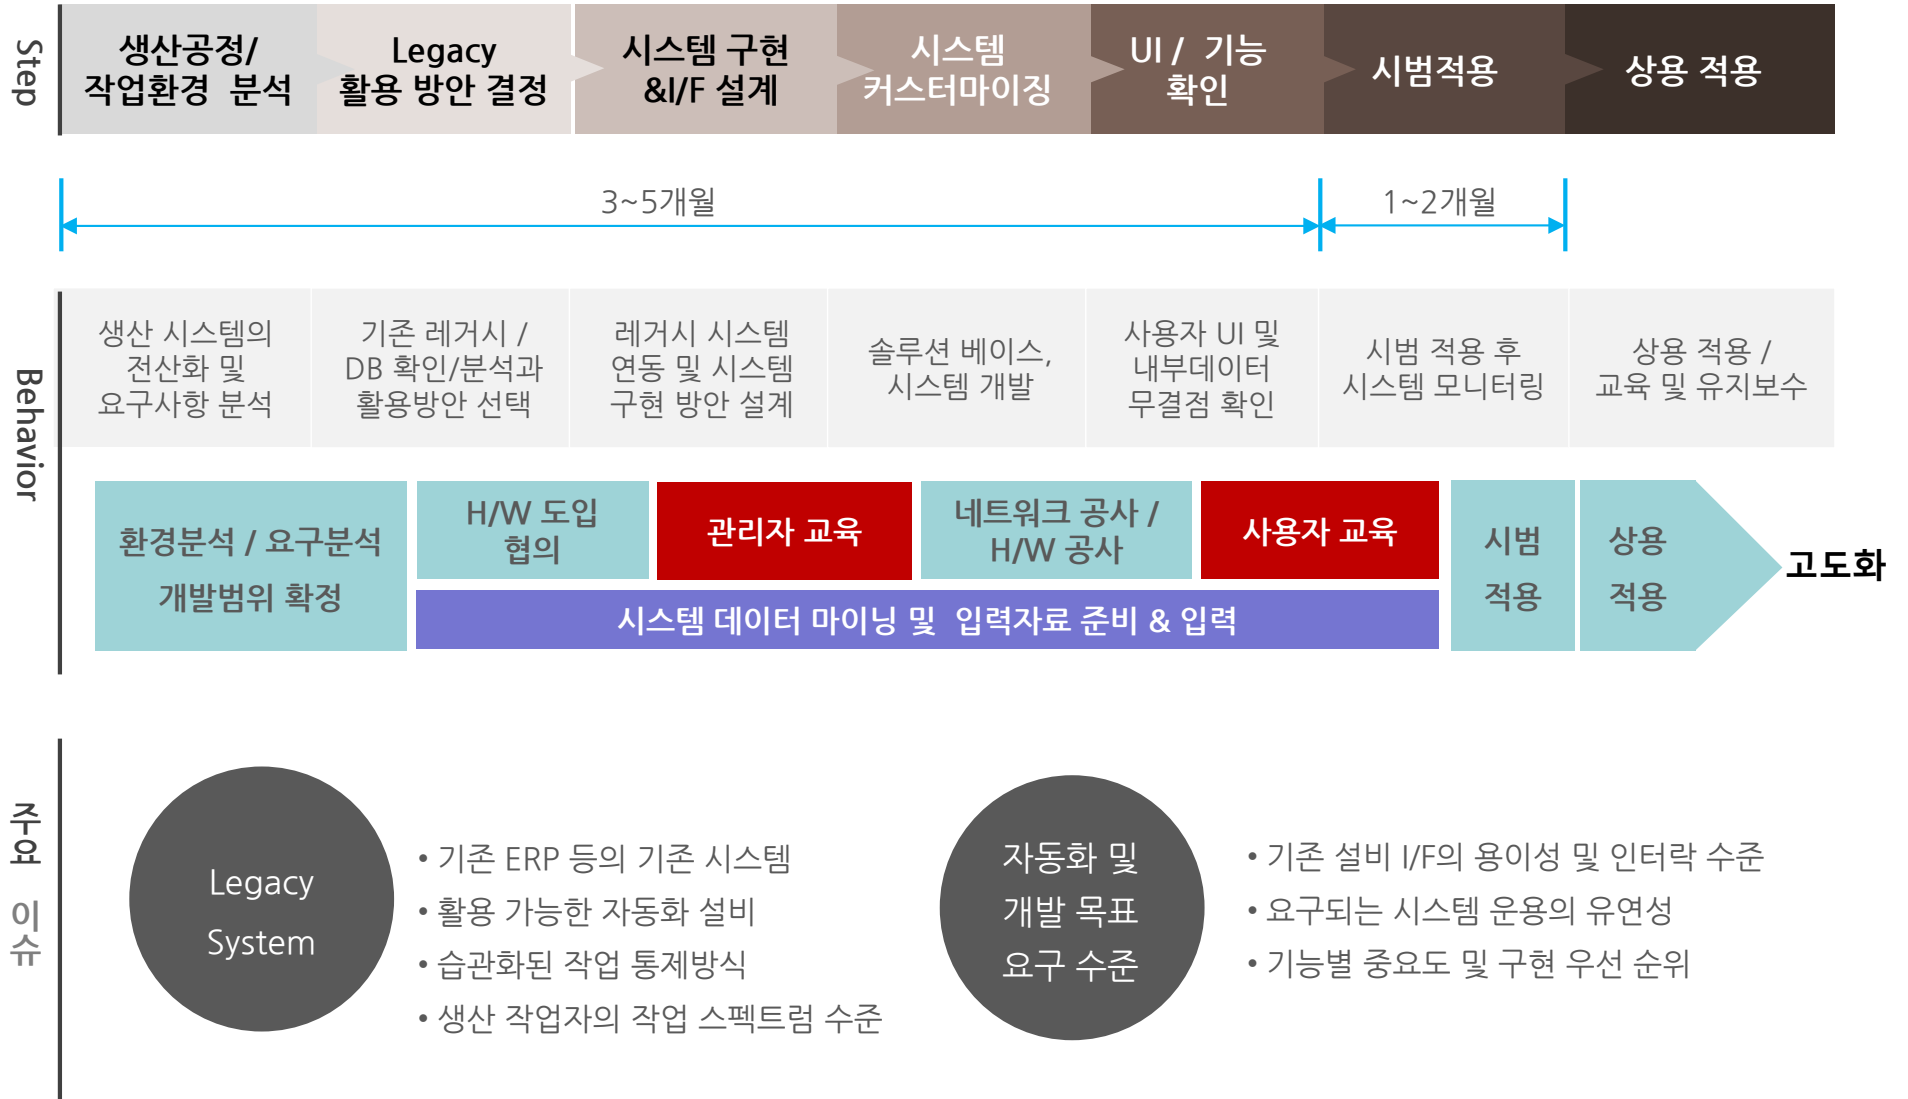 Step
생산공정/
작업환경 분석
Legacy
활용 방안 결정
시스템 구현
&I/F 설계
시스템
커스터마이징
UI / 기능
확인
시범적용
상용 적용
3~5개월
1~2개월
Behavior
생산 시스템의
전산화 및
요구사항 분석
기존 레거시 /
DB 확인/분석과
활용방안 선택
레거시 시스템
연동 및 시스템
구현 방안 설계
솔루션 베이스,
시스템 개발
사용자 UI 및
내부데이터
무결점 확인
시범 적용 후
시스템 모니터링
상용 적용 /
교육 및 유지보수
환경분석 / 요구분석
개발범위 확정
H/W 도입
협의
관리자 교육
네트워크 공사 /
H/W 공사
사용자 교육
시스템 데이터 마이닝 및 입력자료 준비 & 입력
시범
적용
상용
적용
고도화
주여 이슈
Legacy
System
• 기존 ERP 등의 기존 시스템
• 활용 가능한 자동화 설비
• 습관화된 작업 통제방식
• 생산 작업자의 작업 스펙트럼 수준
자동화 및
개발 목표
요구 수준
• 기존 설비 I/F의 용이성 및 인터락 수준
• 요구되는 시스템 운용의 유연성
• 기능별 중요도 및 구현 우선 순위